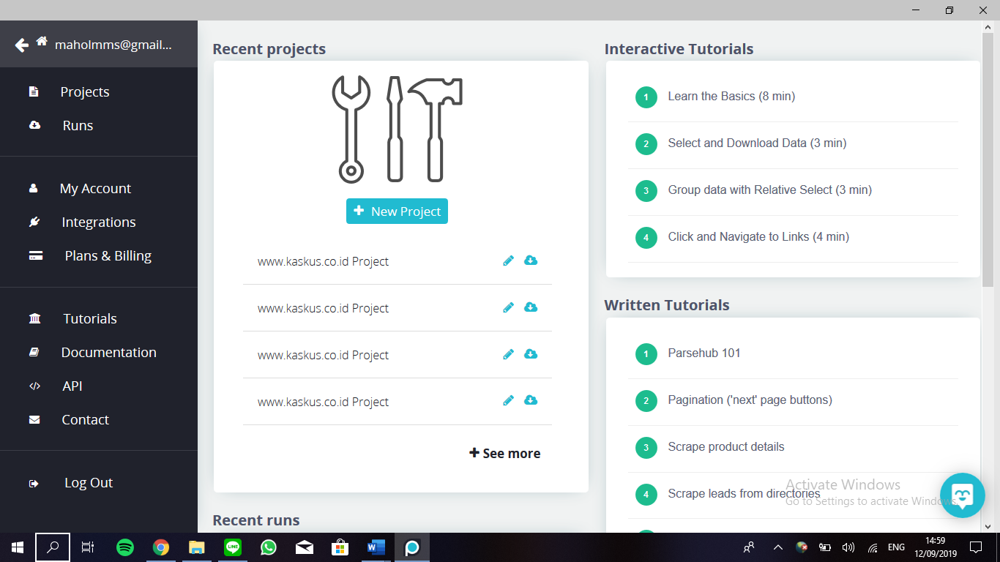 maholmms@gmail...
Projects
Runs
My Account
Integrations
Plans & Billing
Tutorials
Documentation
API
Contact
Log Out
Recent projects
New Project
www.kaskus.co.id Project
www.kaskus.co.id Project
www.kaskus.co.id Project
www.kaskus.co.id Project
See more
Recent runs
Interactive Tutorials
1 Learn the Basics (8 min)
2 Select and Download Data (3 min)
3 Group data with Relative Select (3 min)
4 Click and Navigate to Links (4 min)
Written Tutorials
1 Parsehub 101
2 Pagination ('next' page buttons)
3 Scrape product details
4 Scrape leads from directories
Activate Windows
Go to Settings to activate Windows.
LINE
ENG
14:59
12/09/2019